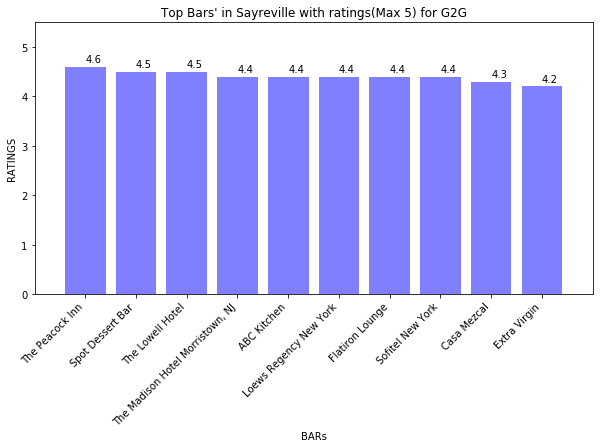 Top Bars' in Sayreville with ratings(Max 5) for G2G
RATINGS
5
4
3
2
1
0
4.6
4.5
4.5
4.4
4.4
4.4
4.4
4.4
4.3
4.2
The Peacock Inn
Spot Dessert Bar
The Lowell Hotel
The Madison Hotel Morristown, NJ
ABC Kitchen
Loews Regency New York
Flatiron Lounge
Sofitel New York
Casa Mezcal
Extra Virgin
BARs